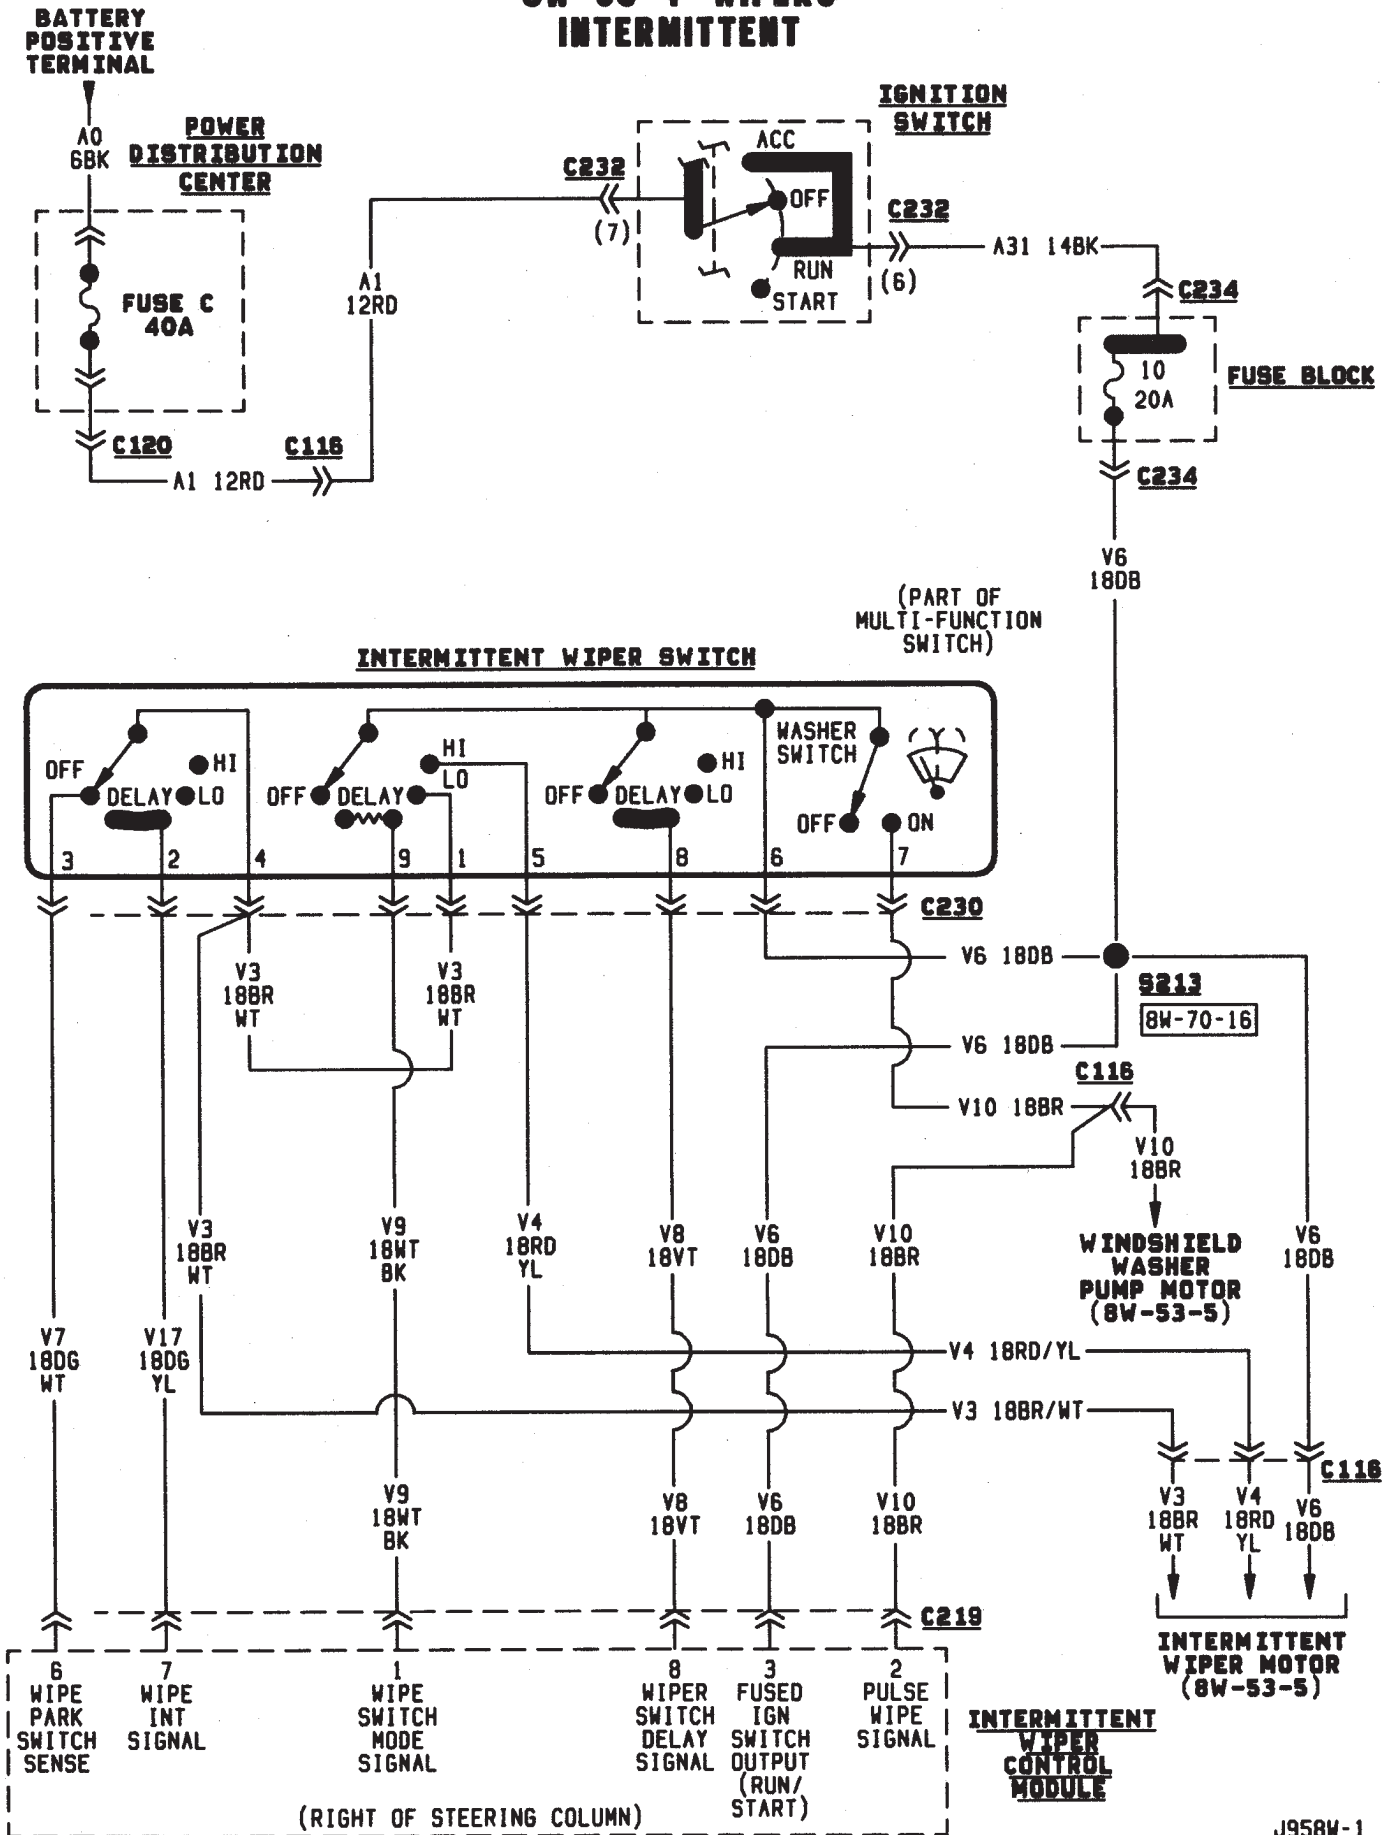 INTERMITTENT
BATTERY
POSITIVE
TERMINAL
A0
6BK
POWER
DISTRIBUTION
CENTER
FUSE C
40A
C120
A1 12RD
C116
A1
12RD
C232
(7)
IGNITION
SWITCH
ACC
OFF
RUN
START
C232
(6)
A31 14BK
C234
10
20A
FUSE BLOCK
C234
V6
18DB
(PART OF
MULTI-FUNCTION
SWITCH)
INTERMITTENT WIPER SWITCH
OFF
DELAY
HI
LO
OFF
DELAY
HI
LO
OFF
DELAY
HI
LO
WASHER
SWITCH
OFF
ON
3 2 4 9 1 5 8 6 7
C230
V3
18BR
WT
V3
18BR
WT
V6 18DB
S213
8W-70-16
V6 18DB
C116
V10 18BR
V10
18BR
WINDSHIELD
WASHER
PUMP MOTOR
(8W-53-5)
V3
18BR
WT
V9
18WT
BK
V4
18RD
YL
V8
18VT
V6
18DB
V10
18BR
V6
18DB
V7
18DG
WT
V17
18DG
YL
V4 18RD/YL
V3 18BR/WT
C116
V9
18WT
BK
V8
18VT
V6
18DB
V10
18BR
V3
18BR
WT
V4
18RD
YL
V6
18DB
C219
INTERMITTENT
WIPER MOTOR
(8W-53-5)
6
WIPE
PARK
SWITCH
SENSE
7
WIPE
INT
SIGNAL
1
WIPE
SWITCH
MODE
SIGNAL
8
WIPER
SWITCH
DELAY
SIGNAL
3
FUSED
IGN
SWITCH
OUTPUT
(RUN/
START)
2
PULSE
WIPE
SIGNAL
INTERMITTENT
WIPER
CONTROL
MODULE
(RIGHT OF STEERING COLUMN)
J958W-1